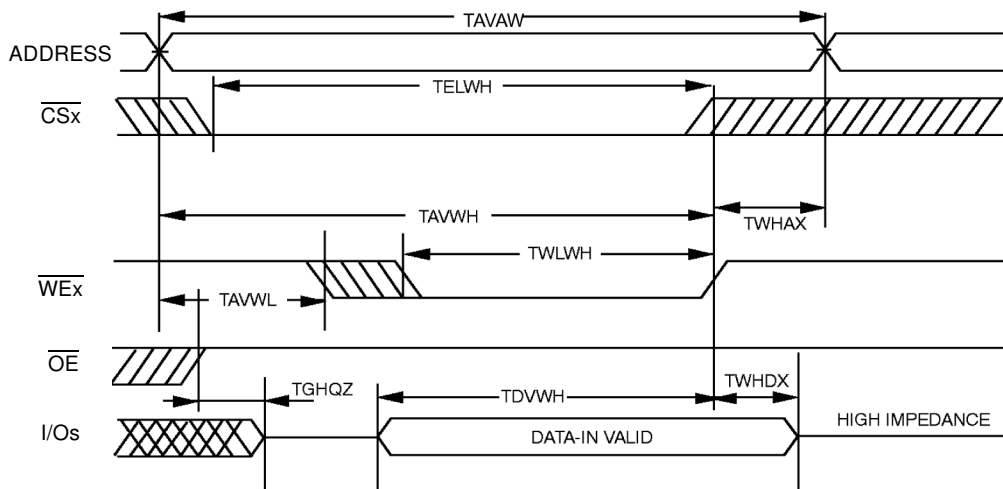 TAVAW
ADDRESS
TELWH
CSx
TAVWH
TWHAX
TWLWH
WEx
TAVWL
OE
TGHQZ
TDVWH
TWHDX
I/Os
DATA-IN VALID
HIGH IMPEDANCE